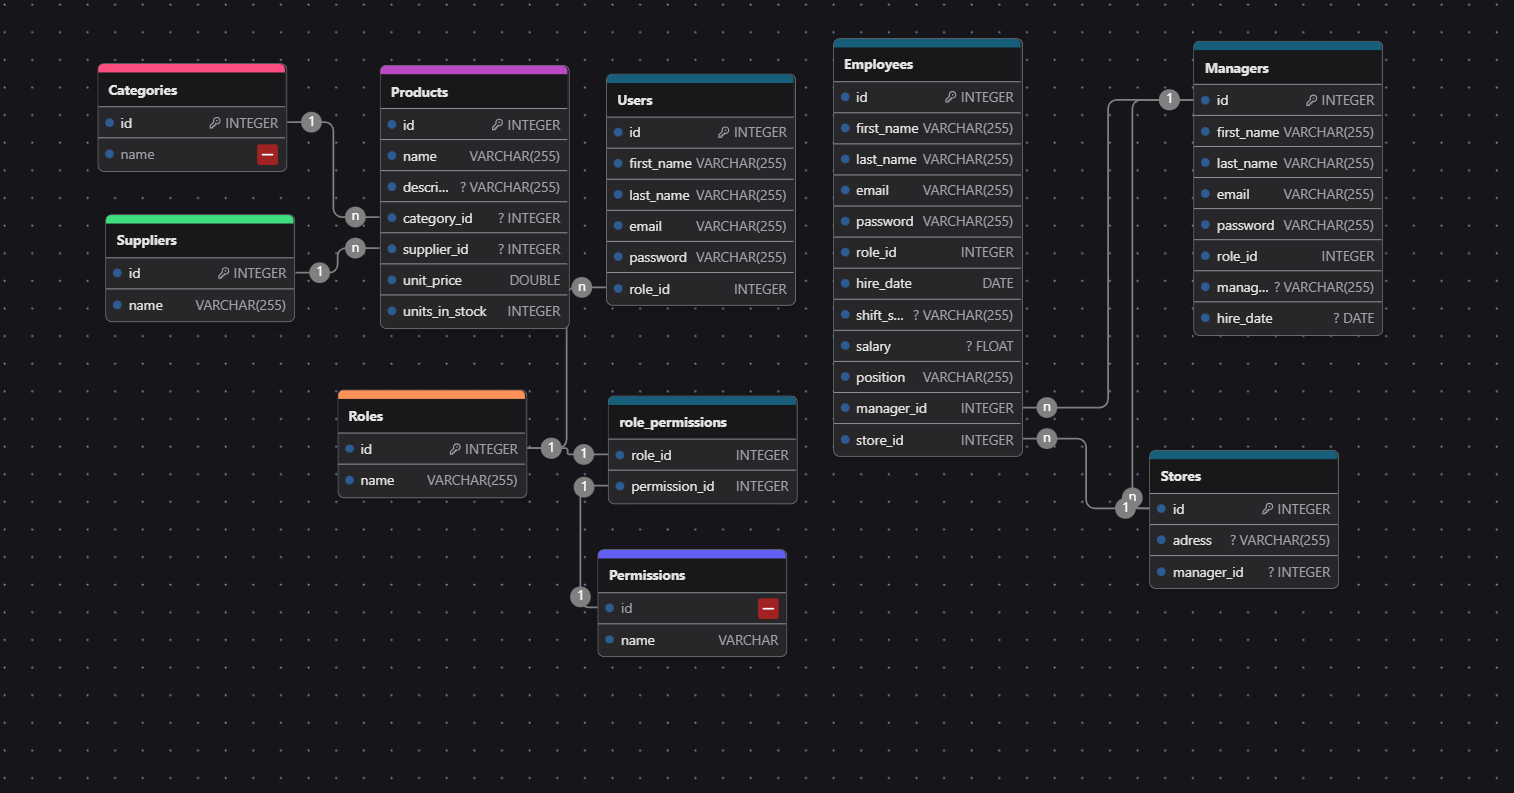 Categories
id INTEGER
name
Suppliers
id INTEGER
name VARCHAR(255)
Products
id INTEGER
name VARCHAR(255)
descri... ? VARCHAR(255)
category_id ? INTEGER
supplier_id ? INTEGER
unit_price DOUBLE
units_in_stock INTEGER
Users
id INTEGER
first_name VARCHAR(255)
last_name VARCHAR(255)
email VARCHAR(255)
password VARCHAR(255)
role_id INTEGER
Roles
id INTEGER
name VARCHAR(255)
role_permissions
role_id INTEGER
permission_id INTEGER
Permissions
id
name VARCHAR
Employees
id INTEGER
first_name VARCHAR(255)
last_name VARCHAR(255)
email VARCHAR(255)
password VARCHAR(255)
role_id INTEGER
hire_date DATE
shift_s... ? VARCHAR(255)
salary ? FLOAT
position VARCHAR(255)
manager_id INTEGER
store_id INTEGER
Managers
id INTEGER
first_name VARCHAR(255)
last_name VARCHAR(255)
email VARCHAR(255)
password VARCHAR(255)
role_id INTEGER
manag... ? VARCHAR(255)
hire_date ? DATE
Stores
id INTEGER
adress ? VARCHAR(255)
manager_id ? INTEGER
1
n
1
n
n
1
1
1
1
n
n
1
n
1